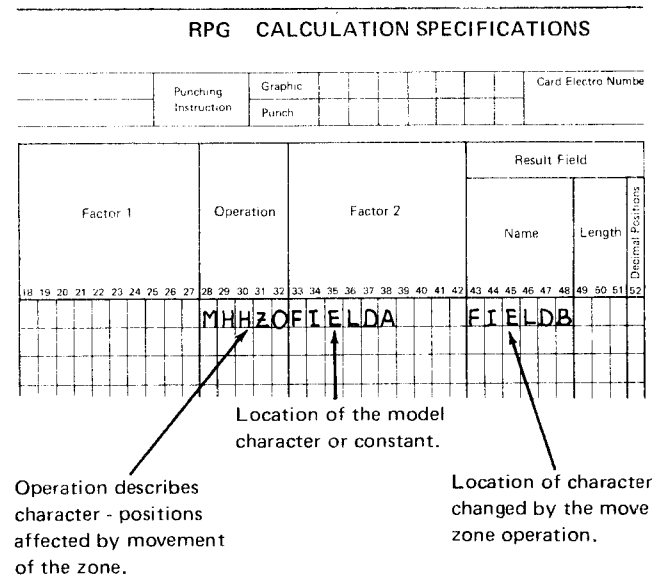 RPG CALCULATION SPECIFICATIONS
Punching
Instruction
Graphic
Punch
Card Electro Numbe
Factor 1
Operation
Factor 2
Result Field
Name
Length
Decimal Positions
18 19 20 21 22 23 24 25 26 27 28 29 30 31 32 33 34 35 36 37 38 39 40 41 42 43 44 45 46 47 48 49 50 51 52
MHHZO FIELDA FIELDB
Location of the model
character or constant.
Operation describes
character - positions
affected by movement
of the zone.
Location of character
changed by the move
zone operation.